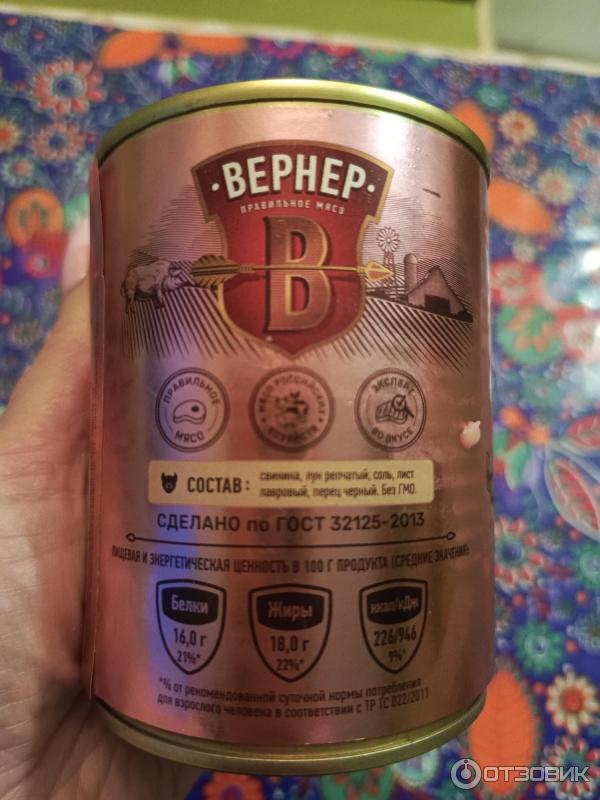 ВЕРНЕР
ПРАВИЛЬНОЕ МЯСО
В
ПРАВИЛЬНОЕ МЯСО
МЯСО РОССИЙСКИХ ХОЗЯЙСТВ
ЭКСПЕРТ ВО ВКУСЕ
СОСТАВ: свинина, лук репчатый, соль, лист
лавровый, перец черный. Без ГМО.
СДЕЛАНО по ГОСТ 32125-2013
ПИЩЕВАЯ И ЭНЕРГЕТИЧЕСКАЯ ЦЕННОСТЬ В 100 Г ПРОДУКТА (СРЕДНИЕ ЗНАЧЕНИЯ)
Белки Жиры ккал/кДж
16,0 г 18,0 г 226/946
21%* 22%* 9%*
*% от рекомендованной суточной нормы потребления
для взрослого человека в соответствии с ТР ТС 022/2011
ОТЗОВИК